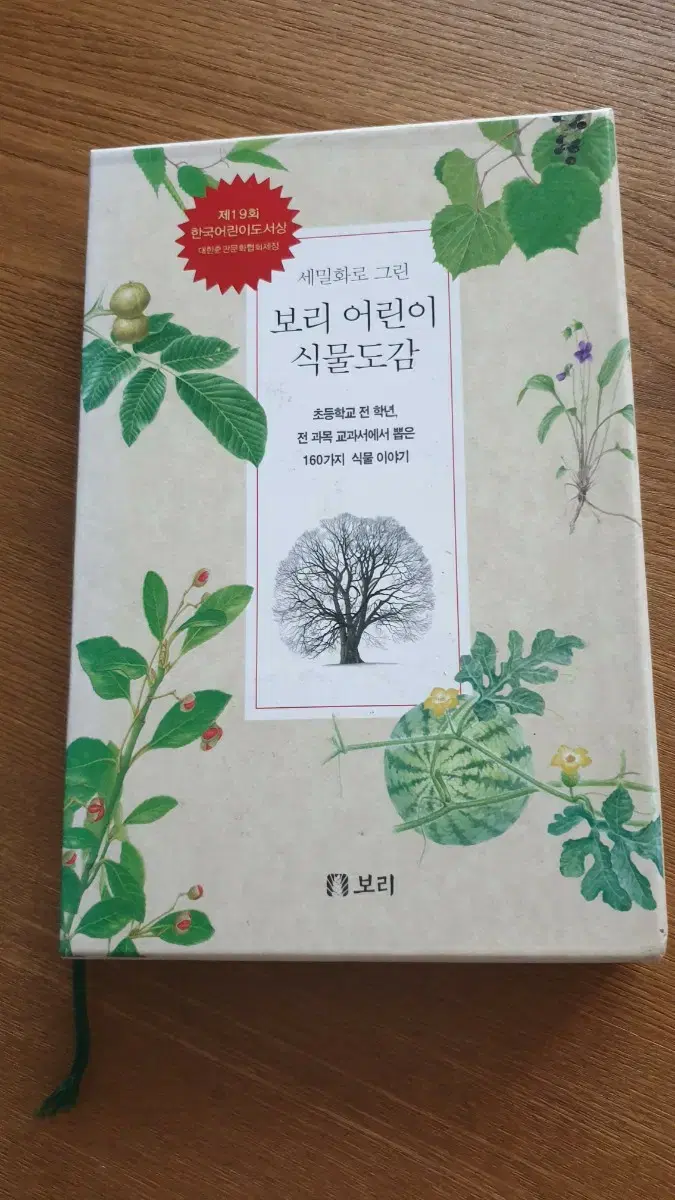 제19회
한국어린이도서상
대한출판문화협회제정
세밀화로 그린
보리 어린이
식물도감
초등학교 전 학년,
전 과목 교과서에서 뽑은
160가지 식물 이야기
보리